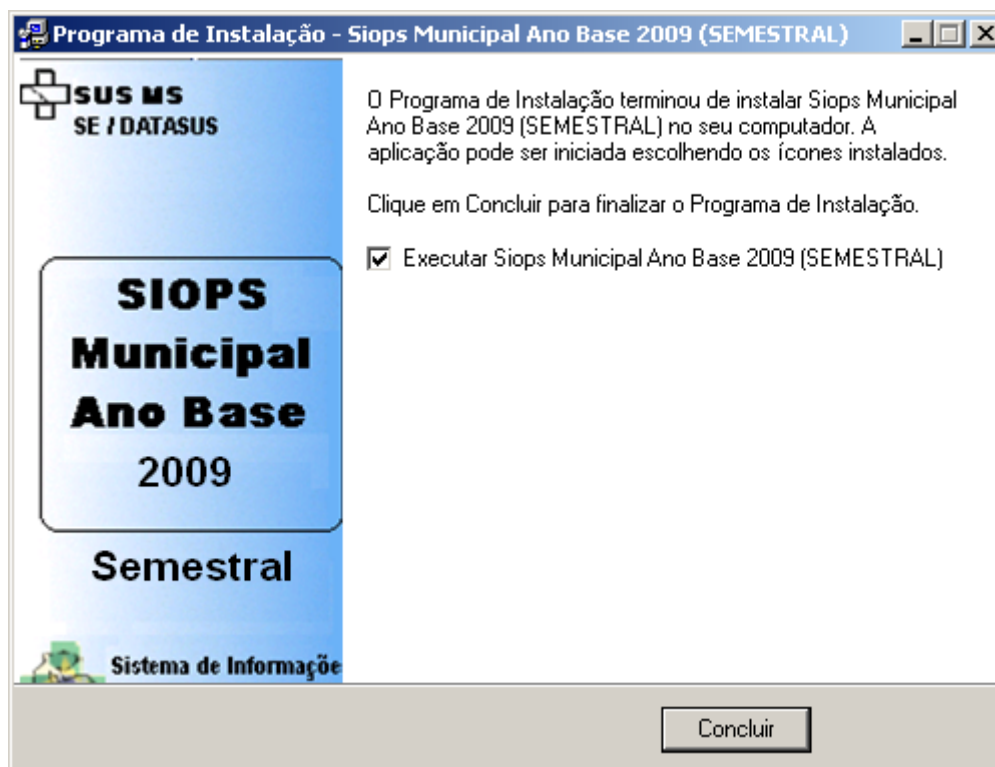 Programa de Instalação - Siops Municipal Ano Base 2009 (SEMESTRAL)
SUS MS
SE / DATASUS
SIOPS
Municipal
Ano Base
2009
Semestral
Sistema de Informaçõe
O Programa de Instalação terminou de instalar Siops Municipal
Ano Base 2009 (SEMESTRAL) no seu computador. A
aplicação pode ser iniciada escolhendo os ícones instalados.
Clique em Concluir para finalizar o Programa de Instalação.
Executar Siops Municipal Ano Base 2009 (SEMESTRAL)
Concluir